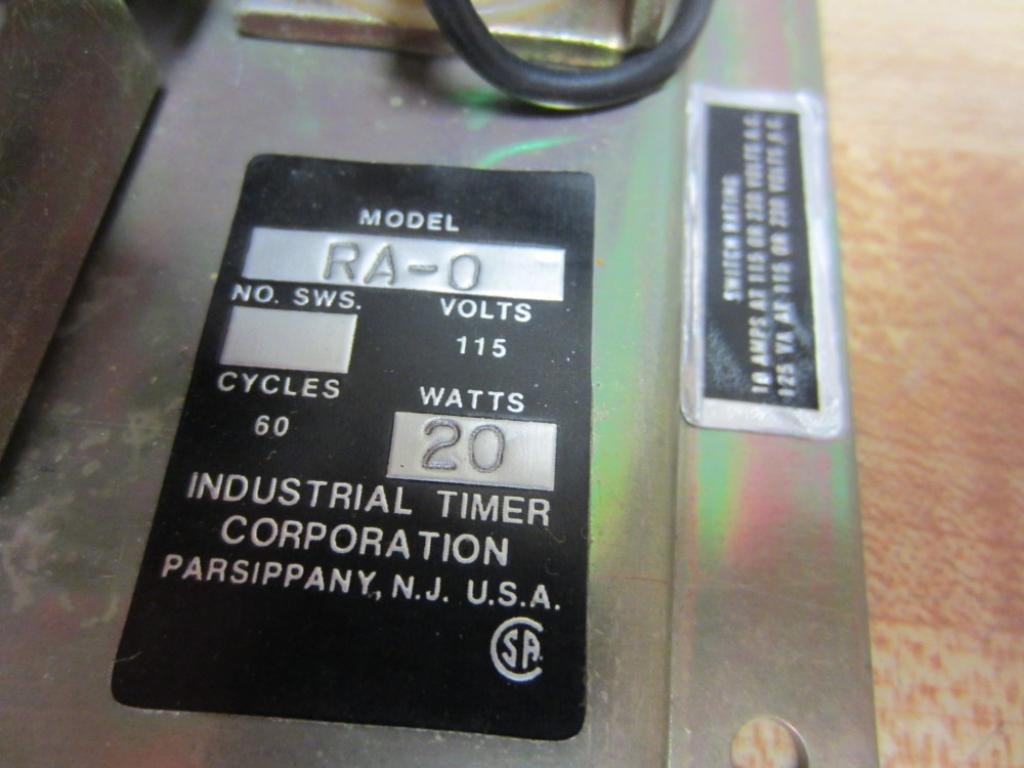 MODEL
RA-0
NO. SWS.
VOLTS
115
CYCLES
60
WATTS
20
INDUSTRIAL TIMER
CORPORATION
PARSIPPANY, N.J. U.S.A.
SA
SWITCH RATING
10 AMPS AT 115 OR 230 VOLTS A.C.
125 VA AT 115 OR 230 VOLTS A.C.